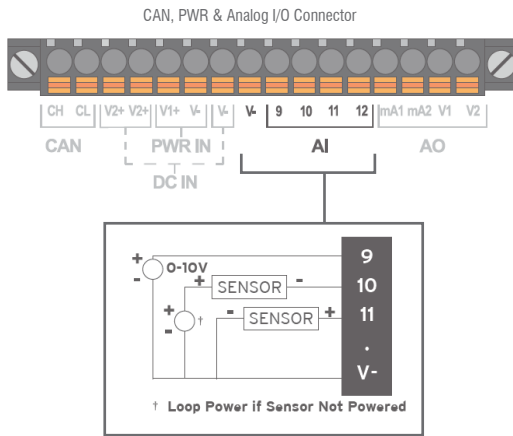 CAN, PWR & Analog I/O Connector
CH CL V2+ V2+ V1+ V- V- V- 9 10 11 12 mA1 mA2 V1 V2
CAN PWR IN AI AO
DC IN
+ 0-10V 9
-
+ SENSOR - 10
+ † - SENSOR + 11
- .
V-
† Loop Power if Sensor Not Powered